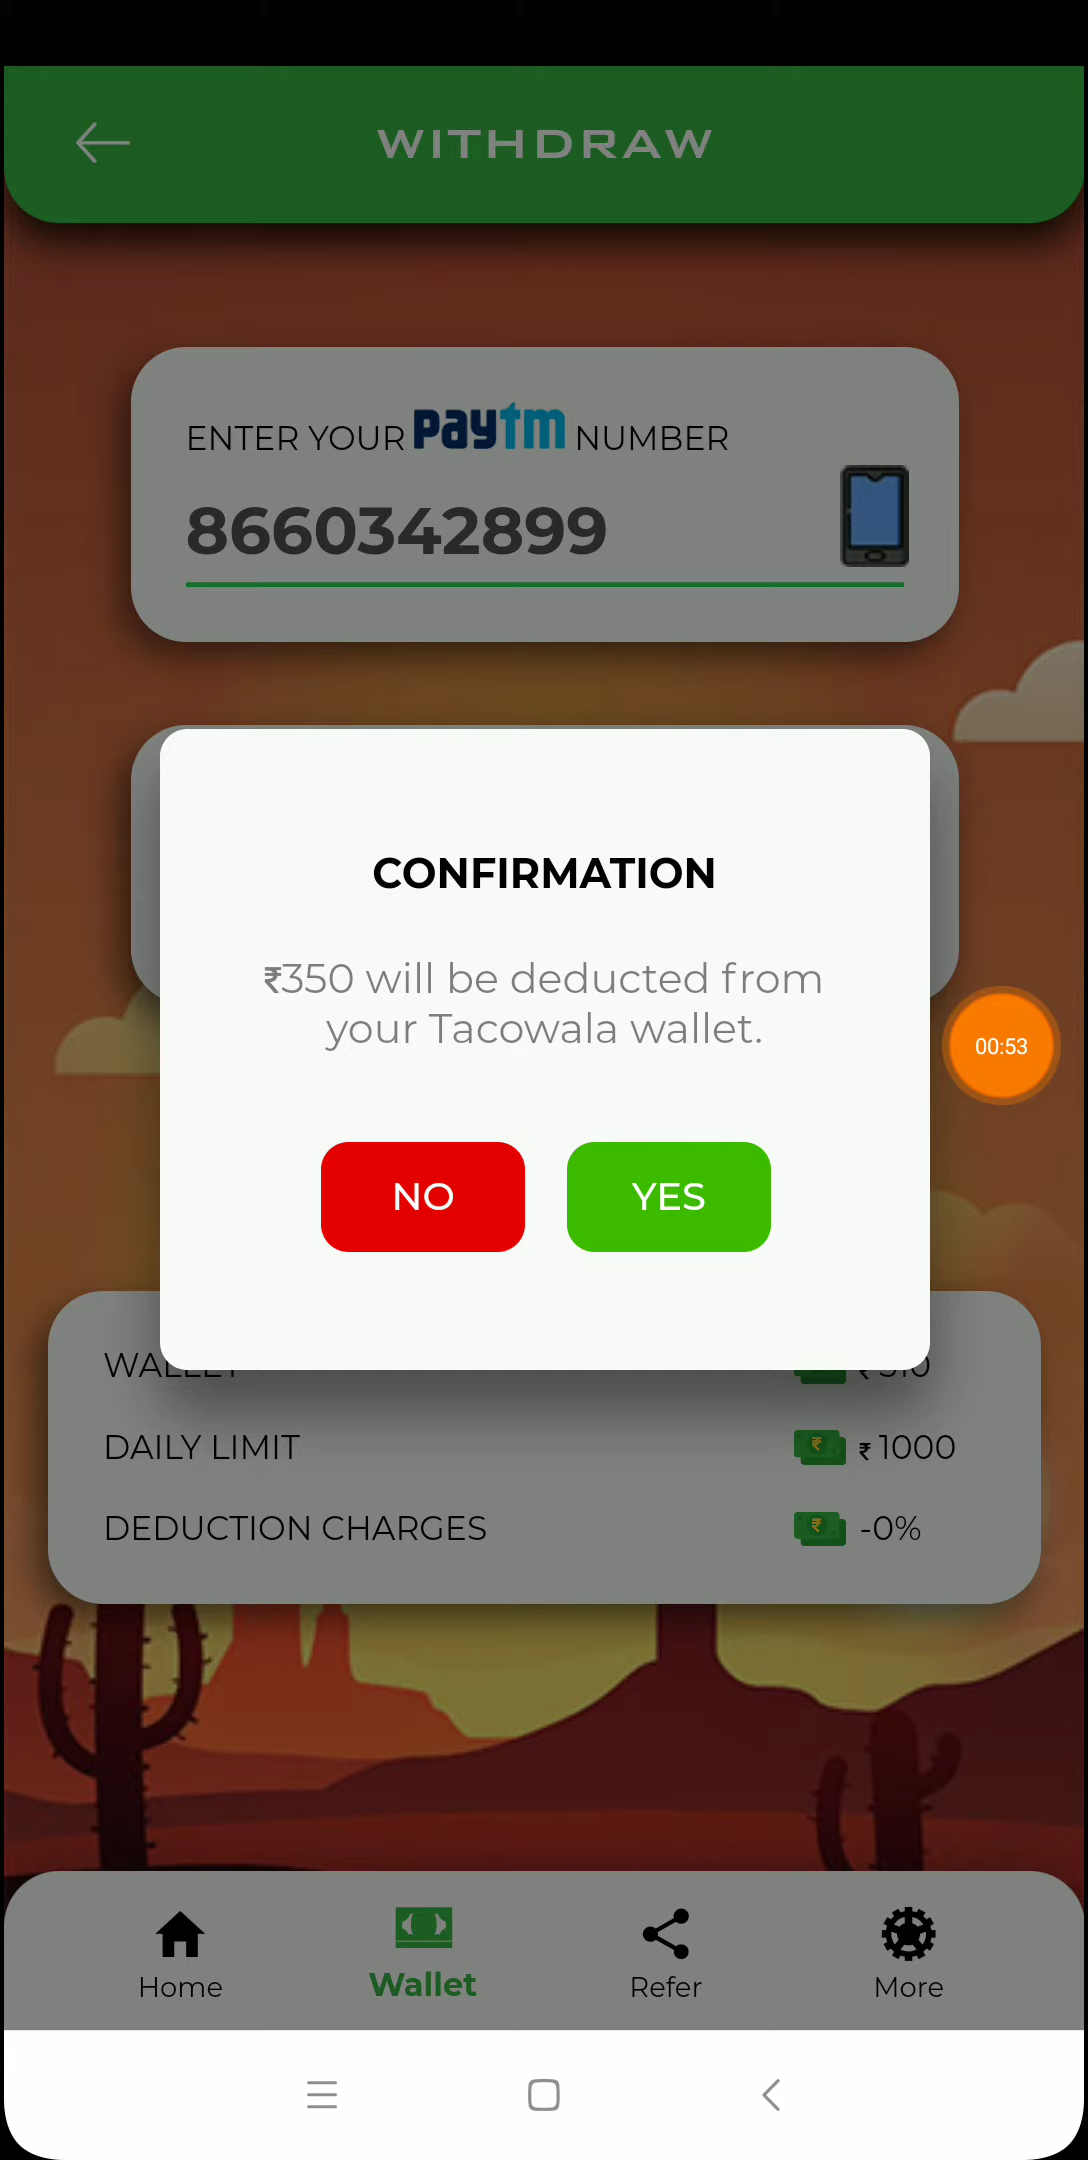 WITHDRAW
ENTER YOUR paytm NUMBER
8660342899
CONFIRMATION
₹350 will be deducted from
your Tacowala wallet.
00:53
NO YES
WALLET
DAILY LIMIT ₹ 1000
DEDUCTION CHARGES -0%
Home Wallet Refer More